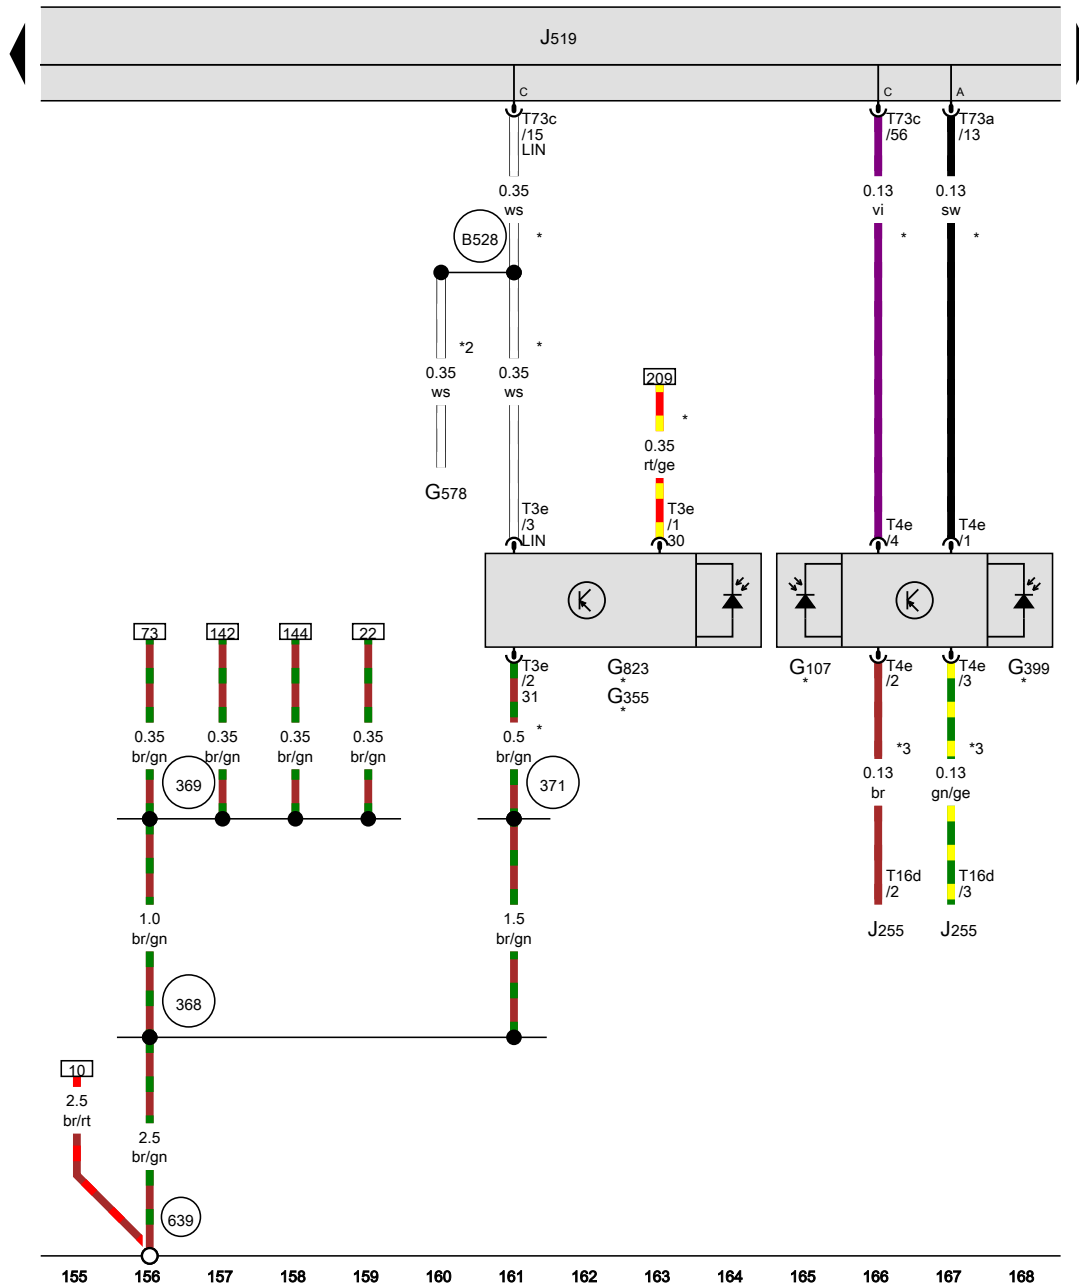 J519
C
C
A
T73c
/15
LIN
T73c
/56
T73a
/13
0.35
ws
0.13
vi
0.13
sw
B528
*
*
*
*2
*
0.35
ws
0.35
ws
209
*
0.35
rt/ge
G578
T3e
/3
LIN
T3e
/1
30
T4e
/4
T4e
/1
73
142
144
22
T3e
/2
31
G823
*
G355
*
G107
*
T4e
/2
T4e
/3
G399
*
*
0.35
br/gn
0.35
br/gn
0.35
br/gn
0.35
br/gn
0.5
br/gn
*3
*3
369
371
0.13
br
0.13
gn/ge
T16d
/2
T16d
/3
1.0
br/gn
1.5
br/gn
J255
J255
368
10
2.5
br/rt
2.5
br/gn
639
155 156 157 158 159 160 161 162 163 164 165 166 167 168